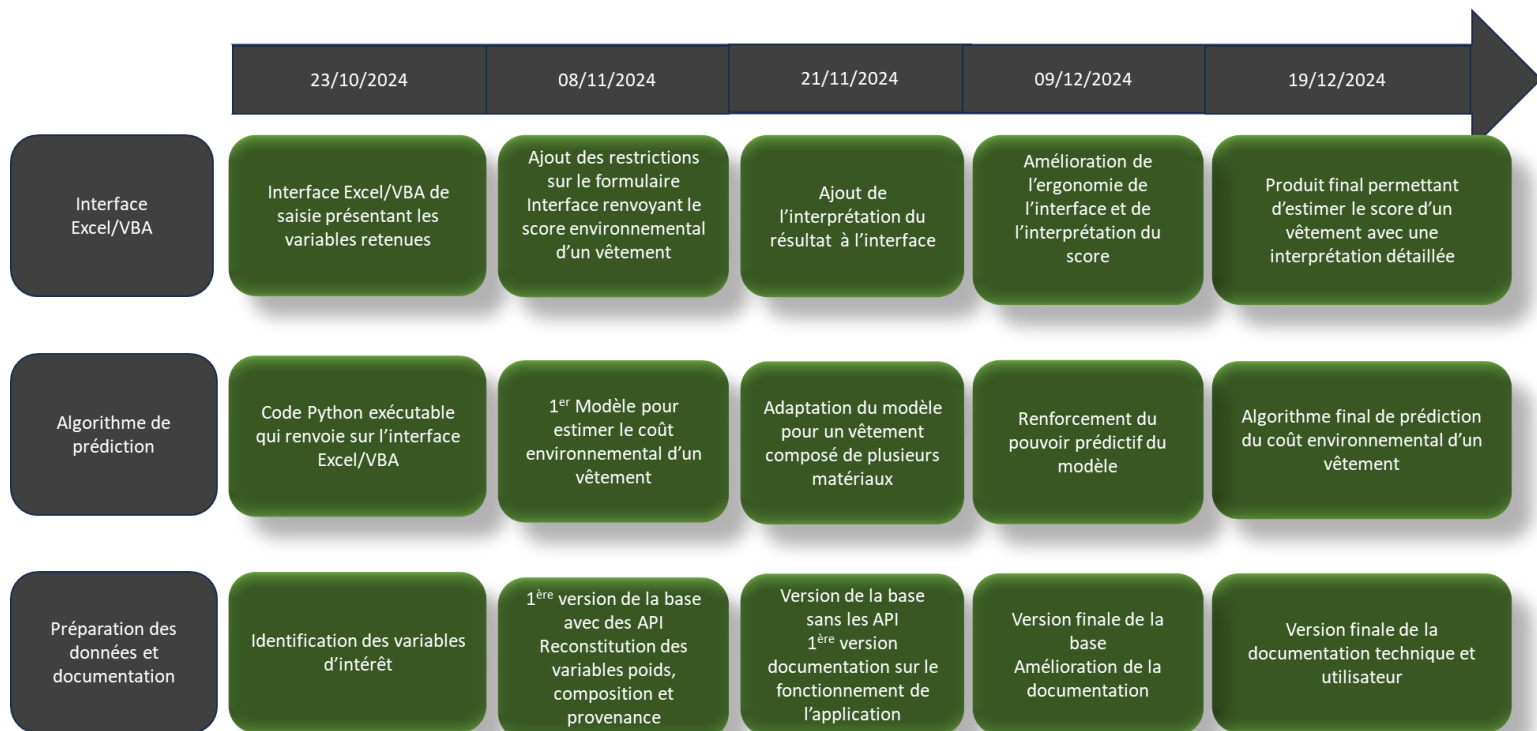 23/10/2024
08/11/2024
21/11/2024
09/12/2024
19/12/2024
Interface
Excel/VBA
Interface Excel/VBA de
saisie présentant les
variables retenues
Ajout des restrictions
sur le formulaire
Interface renvoyant le
score environnemental
d’un vêtement
Ajout de
l’interprétation du
résultat à l’interface
Amélioration de
l’ergonomie de
l’interface et de
l’interprétation du
score
Produit final permettant
d’estimer le score d’un
vêtement avec une
interprétation détaillée
Algorithme de
prédiction
Code Python exécutable
qui renvoie sur l’interface
Excel/VBA
1er Modèle pour
estimer le coût
environnemental d’un
vêtement
Adaptation du modèle
pour un vêtement
composé de plusieurs
matériaux
Renforcement du
pouvoir prédictif du
modèle
Algorithme final de prédiction
du coût environnemental d’un
vêtement
Préparation des
données et
documentation
Identification des variables
d’intérêt
1ère version de la base
avec des API
Reconstitution des
variables poids,
composition et
provenance
Version de la base
sans les API
1ère version
documentation sur le
fonctionnement de
l’application
Version finale de la
base
Amélioration de la
documentation
Version finale de la
documentation technique et
utilisateur